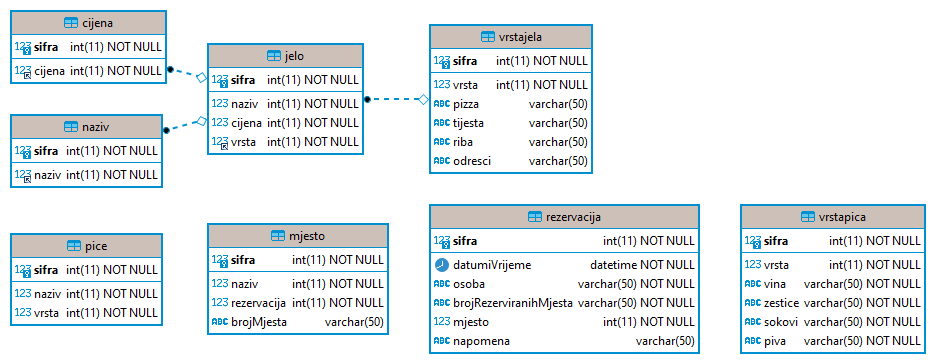 cijena
123 sifra int(11) NOT NULL
123 cijena int(11) NOT NULL
naziv
123 sifra int(11) NOT NULL
123 naziv int(11) NOT NULL
jelo
123 sifra int(11) NOT NULL
123 naziv int(11) NOT NULL
123 cijena int(11) NOT NULL
123 vrsta int(11) NOT NULL
vrstajela
123 sifra int(11) NOT NULL
123 vrsta int(11) NOT NULL
ABC pizza varchar(50)
ABC tijesta varchar(50)
ABC riba varchar(50)
ABC odresci varchar(50)
pice
123 sifra int(11) NOT NULL
123 naziv int(11) NOT NULL
123 vrsta int(11) NOT NULL
mjesto
123 sifra int(11) NOT NULL
123 naziv int(11) NOT NULL
123 rezervacija int(11) NOT NULL
ABC brojMjesta varchar(50)
rezervacija
123 sifra int(11) NOT NULL
datumiVrijeme datetime NOT NULL
ABC osoba varchar(50) NOT NULL
ABC brojRezerviranihMjesta varchar(50) NOT NULL
123 mjesto int(11) NOT NULL
ABC napomena varchar(50)
vrstapica
123 sifra int(11) NOT NULL
123 vrsta int(11) NOT NULL
ABC vina varchar(50) NOT NULL
ABC zestice varchar(50) NOT NULL
ABC sokovi varchar(50) NOT NULL
ABC piva varchar(50) NOT NULL